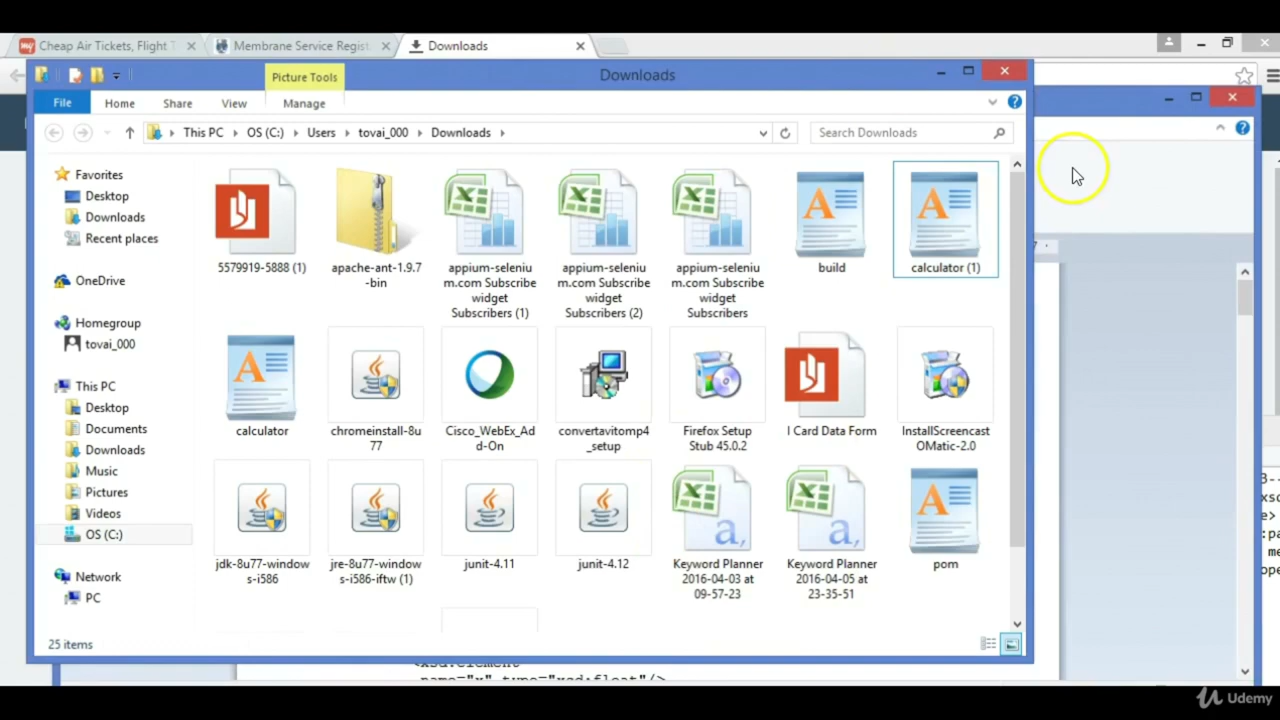 Cheap Air Tickets, Flight T
Membrane Service Regist
Downloads
Picture Tools
Downloads
File
Home
Share
View
Manage
This PC
OS (C:)
Users
tovai_000
Downloads
Search Downloads
Favorites
Desktop
Downloads
Recent places
OneDrive
Homegroup
tovai_000
This PC
Desktop
Documents
Downloads
Music
Pictures
Videos
OS (C:)
Network
PC
5579919-5888 (1)
apache-ant-1.9.7
-bin
appium-seleniu
m.com Subscribe
widget
Subscribers (1)
appium-seleniu
m.com Subscribe
widget
Subscribers (2)
appium-seleniu
m.com Subscribe
widget
Subscribers
build
calculator (1)
calculator
chromeinstall-8u
77
Cisco_WebEx_Ad
d-On
convertavitomp4
_setup
Firefox Setup
Stub 45.0.2
I Card Data Form
InstallScreencast
OMatic-2.0
jdk-8u77-window
s-i586
jre-8u77-window
s-i586-iftw (1)
junit-4.11
junit-4.12
Keyword Planner
2016-04-03 at
09-57-23
Keyword Planner
2016-04-05 at
23-35-51
pom
25 items
<xsd:element
name="x" type="xsd:float"/>
Udemy